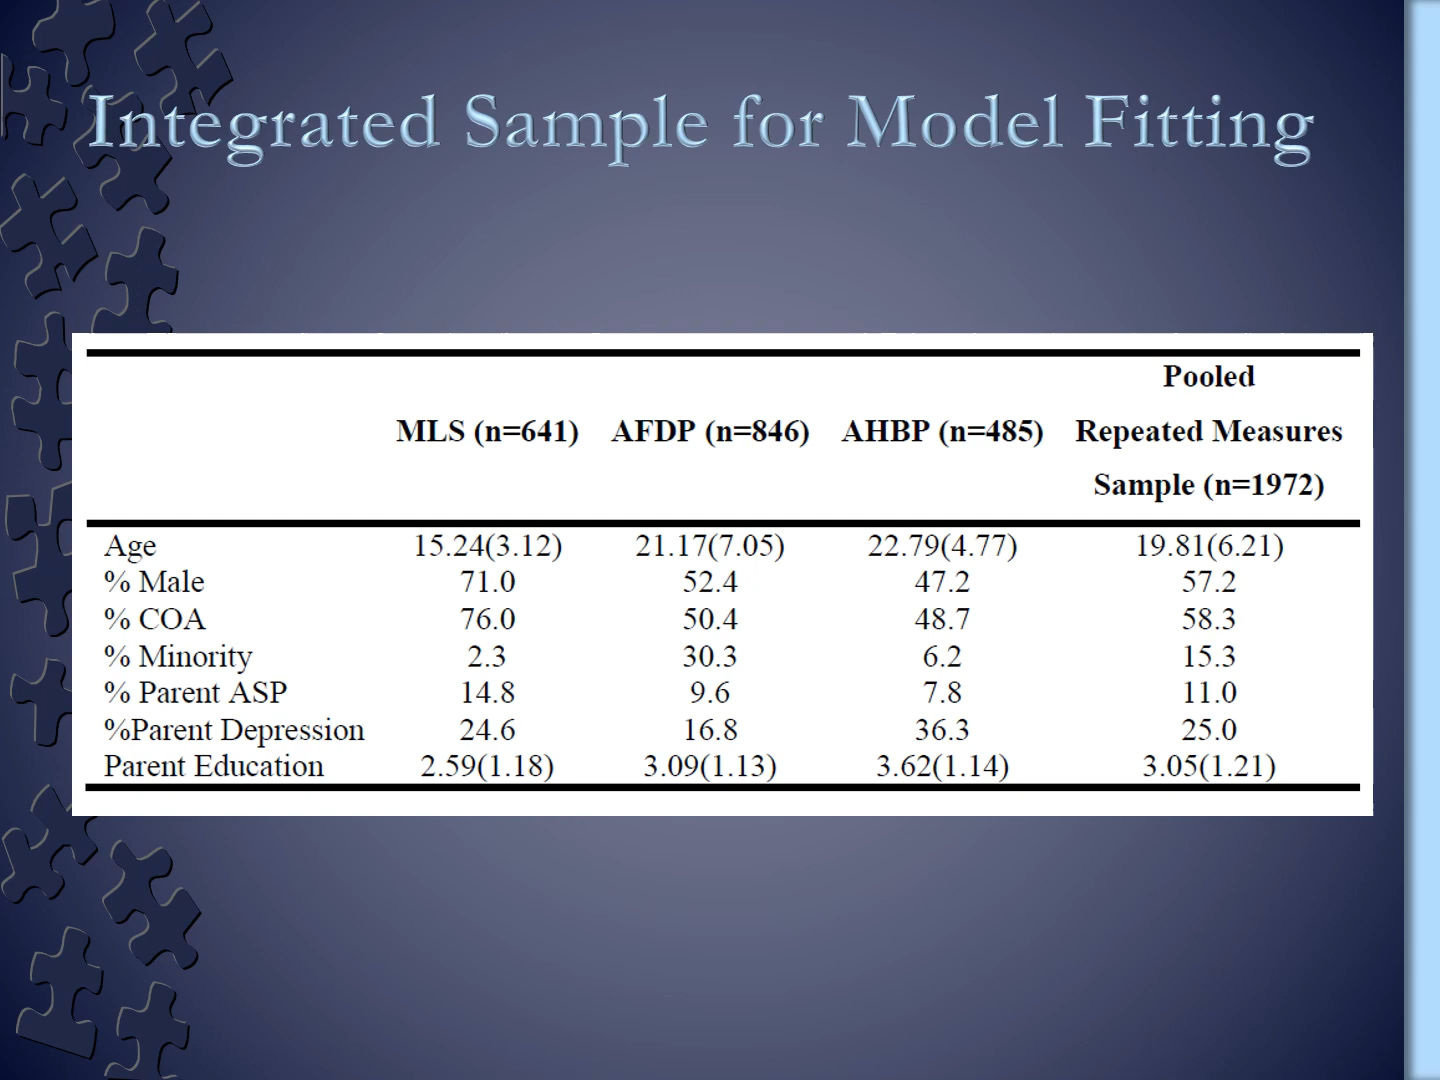 Integrated Sample for Model Fitting
Pooled
MLS (n=641) AFDP (n=846) AHBP (n=485) Repeated Measures
Sample (n=1972)
Age 15.24(3.12) 21.17(7.05) 22.79(4.77) 19.81(6.21)
% Male 71.0 52.4 47.2 57.2
% COA 76.0 50.4 48.7 58.3
% Minority 2.3 30.3 6.2 15.3
% Parent ASP 14.8 9.6 7.8 11.0
%Parent Depression 24.6 16.8 36.3 25.0
Parent Education 2.59(1.18) 3.09(1.13) 3.62(1.14) 3.05(1.21)